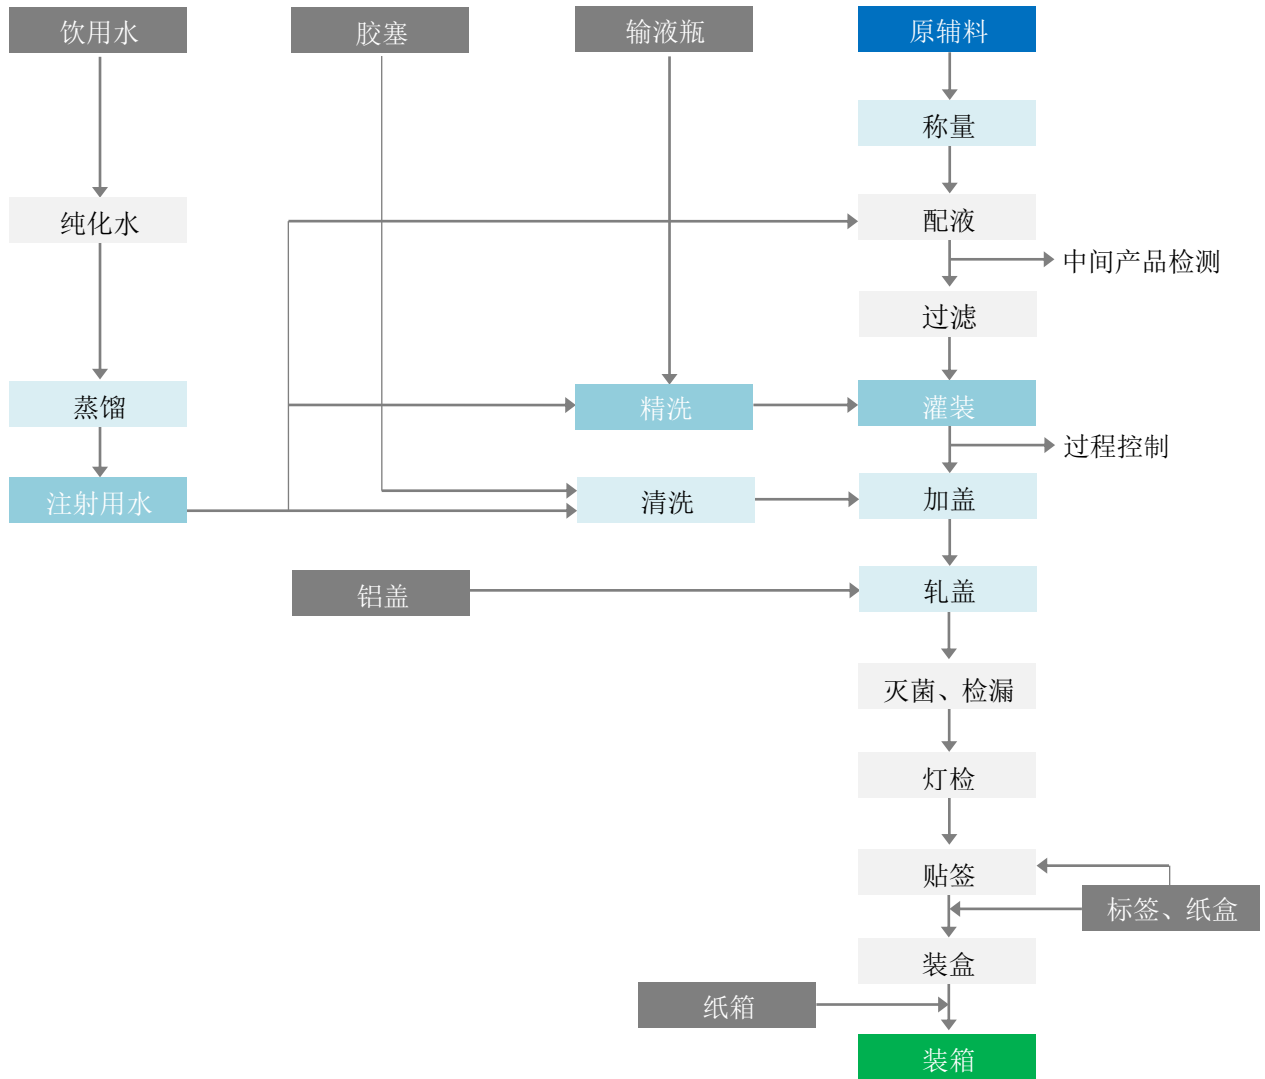 饮用水
胶塞
输液瓶
原辅料
称量
纯化水
配液
中间产品检测
过滤
蒸馏
精洗
灌装
过程控制
注射用水
清洗
加盖
铝盖
轧盖
灭菌、检漏
灯检
贴签
标签、纸盒
装盒
纸箱
装箱